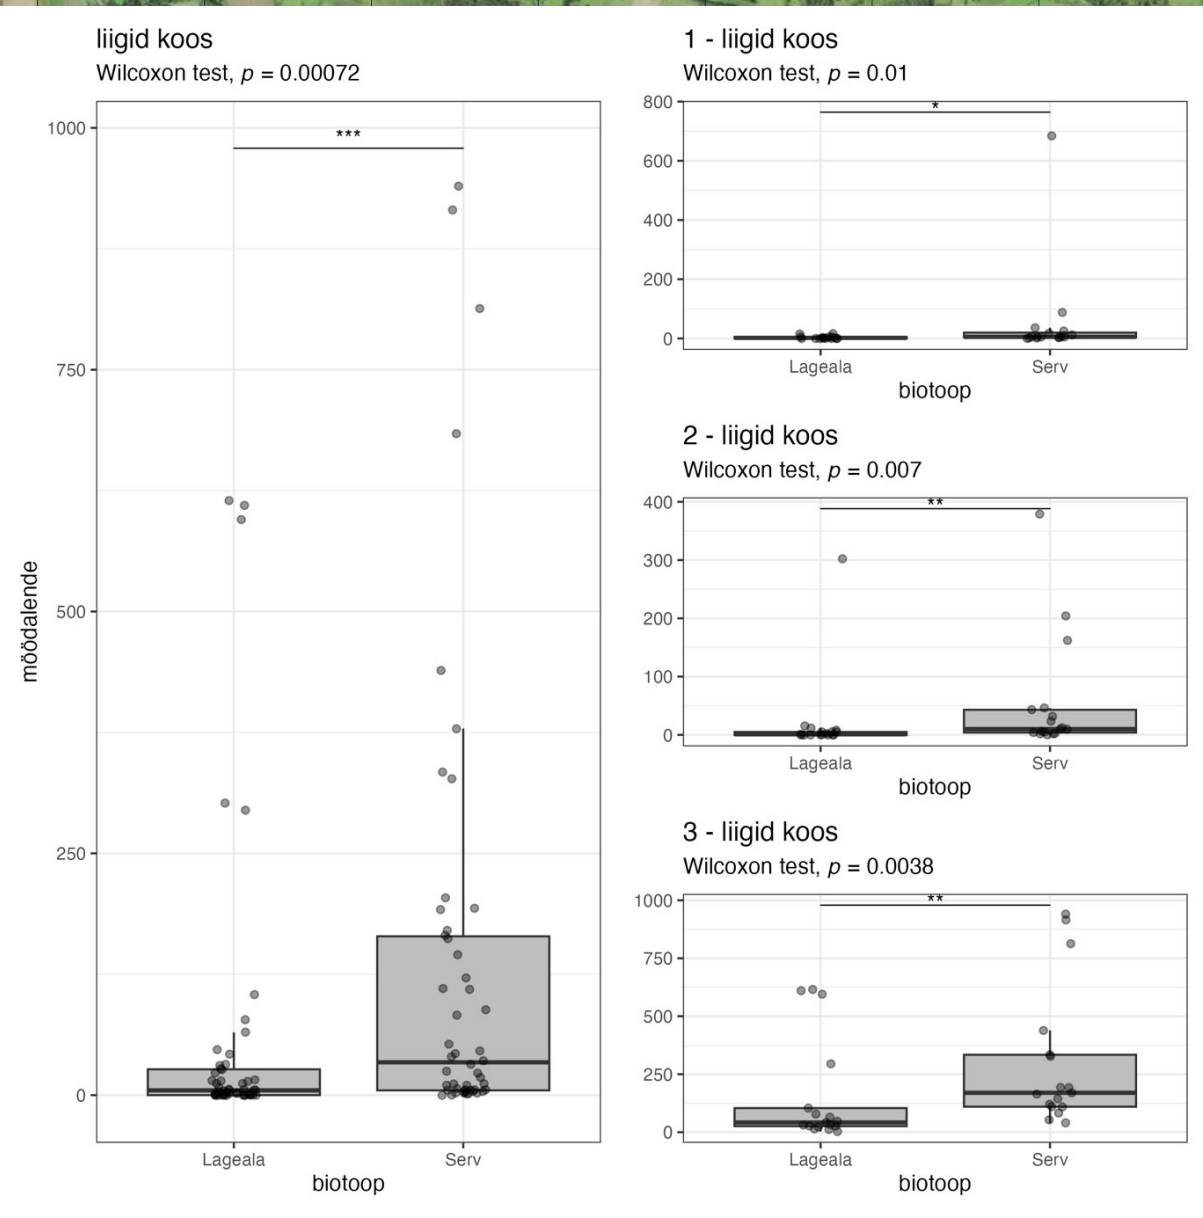 liigid koos
Wilcoxon test, p = 0.00072
1000
750
500
250
0
***
möödalende
Lageala
Serv
biotoop
1 - liigid koos
Wilcoxon test, p = 0.01
800
600
400
200
0
*
Lageala
Serv
biotoop
2 - liigid koos
Wilcoxon test, p = 0.007
400
300
200
100
0
**
Lageala
Serv
biotoop
3 - liigid koos
Wilcoxon test, p = 0.0038
1000
750
500
250
0
**
Lageala
Serv
biotoop